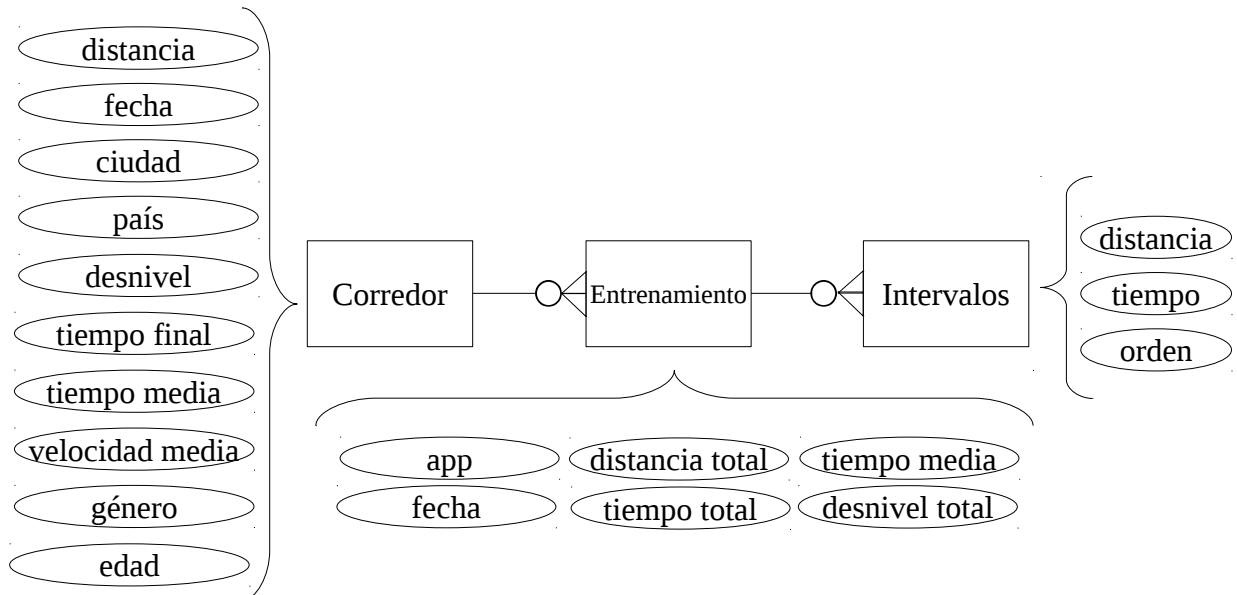 distancia
fecha
ciudad
país
desnivel
tiempo final
tiempo media
velocidad media
género
edad
Corredor
Entrenamiento
Intervalos
distancia
tiempo
orden
app
distancia total
tiempo media
fecha
tiempo total
desnivel total